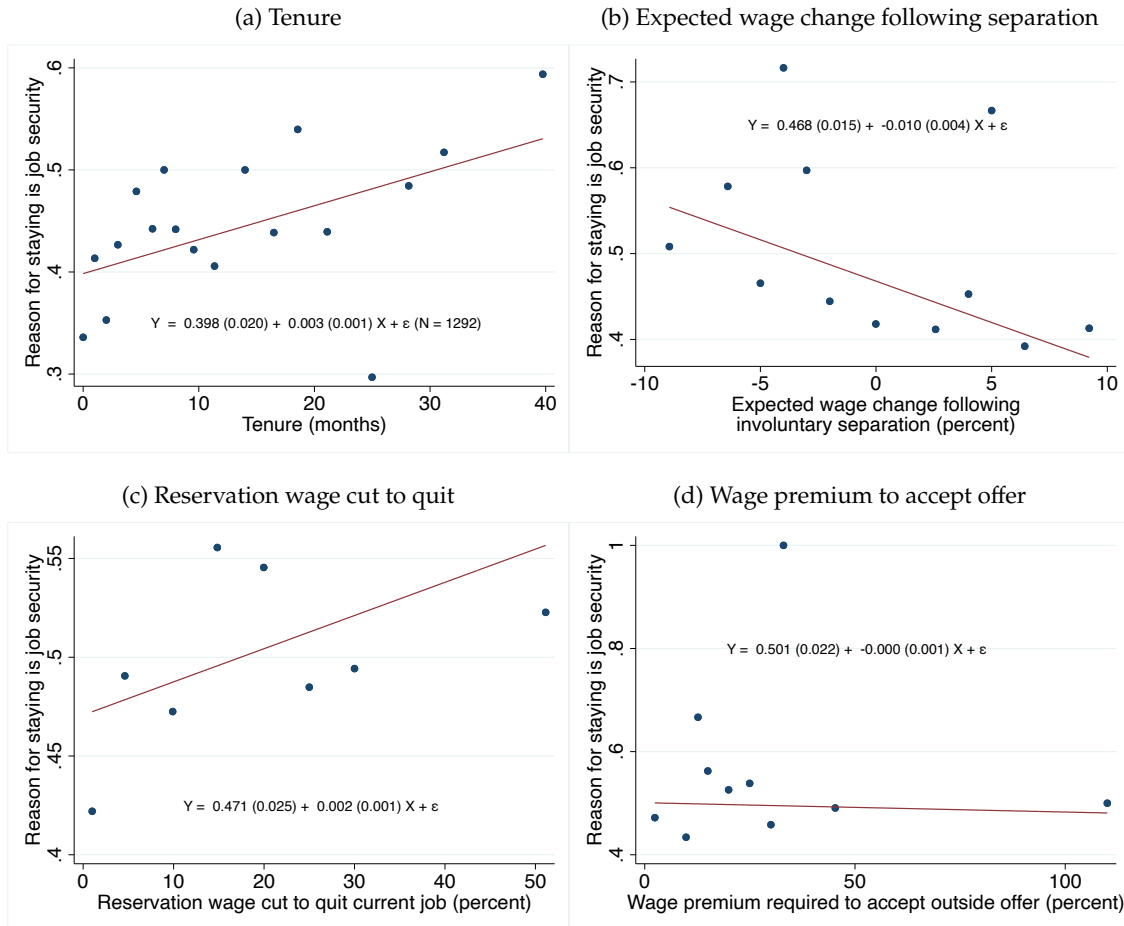 (a) Tenure
Reason for staying is job security
.6
.5
.4
.3
Y = 0.398 (0.020) + 0.003 (0.001) X + ε (N = 1292)
0 10 20 30 40
Tenure (months)
(b) Expected wage change following separation
Reason for staying is job security
.7
.6
.5
.4
Y = 0.468 (0.015) + -0.010 (0.004) X + ε
-10 -5 0 5 10
Expected wage change following
involuntary separation (percent)
(c) Reservation wage cut to quit
Reason for staying is job security
.55
.5
.45
.4
Y = 0.471 (0.025) + 0.002 (0.001) X + ε
0 10 20 30 40 50
Reservation wage cut to quit current job (percent)
(d) Wage premium to accept offer
Reason for staying is job security
1
.8
.6
.4
Y = 0.501 (0.022) + -0.000 (0.001) X + ε
0 50 100
Wage premium required to accept outside offer (percent)